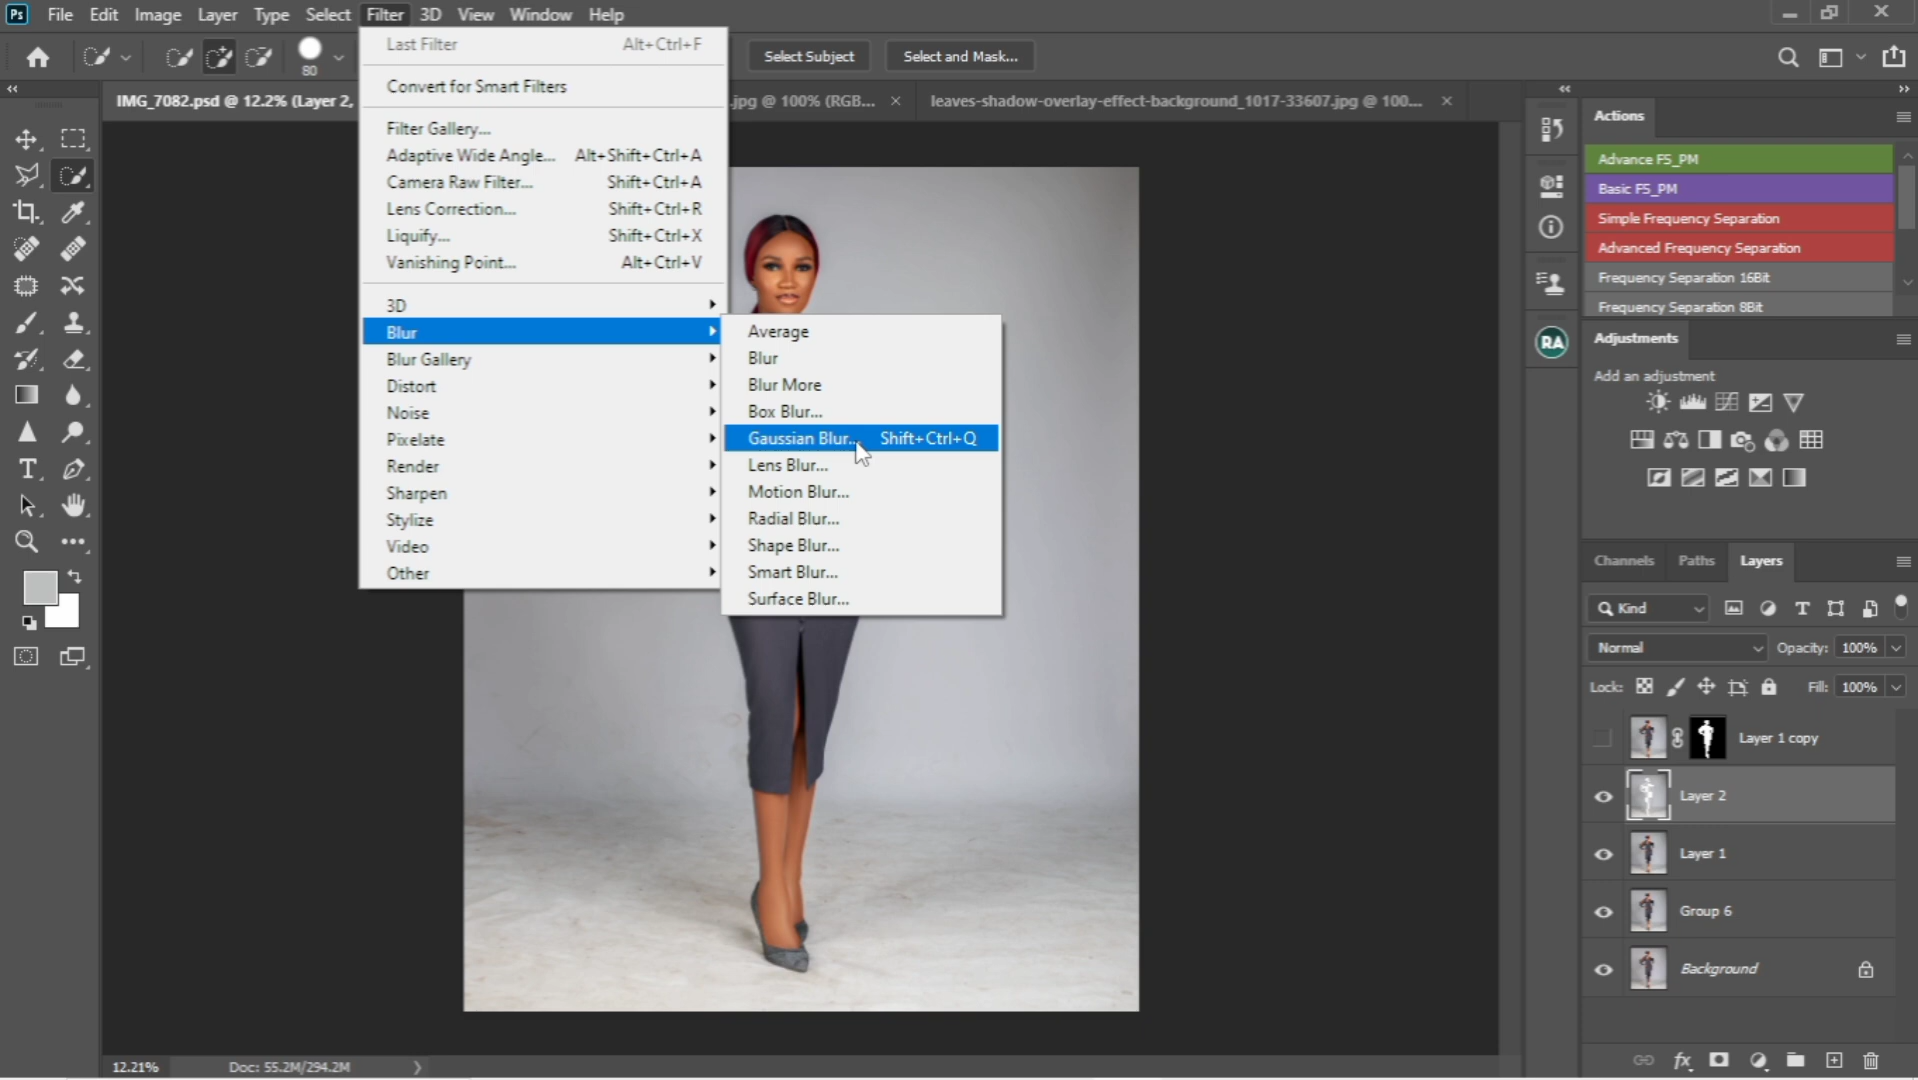 Ps File Edit Image Layer Type Select Filter 3D View Window Help
80 Select Subject Select and Mask...
IMG_7082.psd @ 12.2% (Layer 2, .jpg @ 100% (RGB... × leaves-shadow-overlay-effect-background_1017-33607.jpg @ 100... ×
Last Filter Alt+Ctrl+F
Convert for Smart Filters
Filter Gallery...
Adaptive Wide Angle... Alt+Shift+Ctrl+A
Camera Raw Filter... Shift+Ctrl+A
Lens Correction... Shift+Ctrl+R
Liquify... Shift+Ctrl+X
Vanishing Point... Alt+Ctrl+V
3D
Blur
Blur Gallery
Distort
Noise
Pixelate
Render
Sharpen
Stylize
Video
Other
Average
Blur
Blur More
Box Blur...
Gaussian Blur... Shift+Ctrl+Q
Lens Blur...
Motion Blur...
Radial Blur...
Shape Blur...
Smart Blur...
Surface Blur...
RA
Actions
Advance FS_PM
Basic FS_PM
Simple Frequency Separation
Advanced Frequency Separation
Frequency Separation 16Bit
Frequency Separation 8Bit
Adjustments
Add an adjustment
Channels Paths Layers
Kind
Normal Opacity: 100%
Lock: Fill: 100%
Layer 1 copy
Layer 2
Layer 1
Group 6
Background
fx
12.21% Doc: 55.2M/294.2M